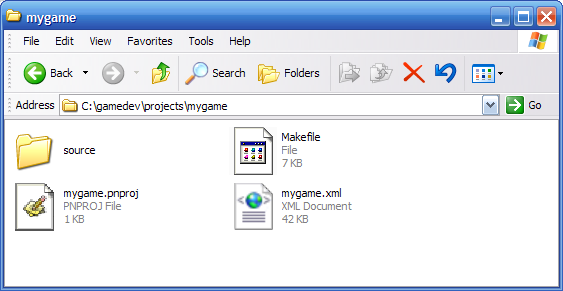 mygame
File Edit View Favorites Tools Help
Back Search Folders
Address C:\gamedev\projects\mygame Go
source
Makefile
File
7 KB
mygame.pnproj
PNPROJ File
1 KB
mygame.xml
XML Document
42 KB